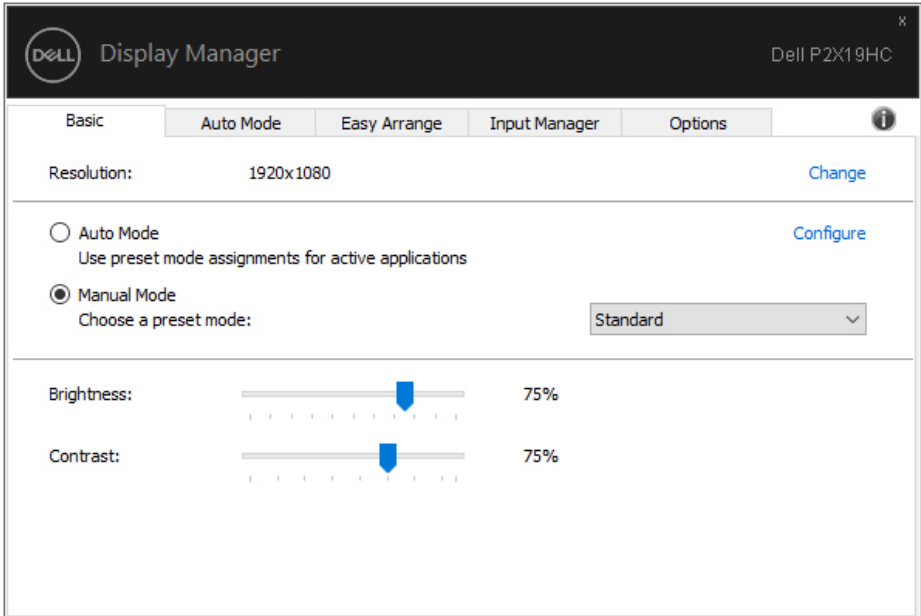 x
DELL Display Manager Dell P2X19HC
Basic Auto Mode Easy Arrange Input Manager Options
Resolution: 1920x1080 Change
Auto Mode Configure
Use preset mode assignments for active applications
Manual Mode
Choose a preset mode: Standard
Brightness: 75%
Contrast: 75%